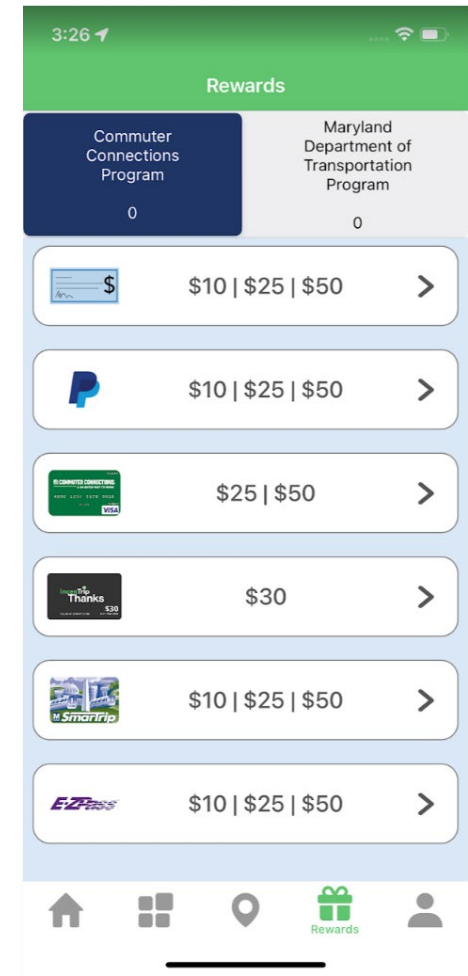 3:26
Rewards
Commuter
Connections
Program
0
Maryland
Department of
Transportation
Program
0
$
$10 | $25 | $50
$10 | $25 | $50
COMMUTER CONNECTIONS
VISA
$25 | $50
incenTrip
Thanks
$30
$30
M SmarTrip
$10 | $25 | $50
E-ZPass
$10 | $25 | $50
Rewards